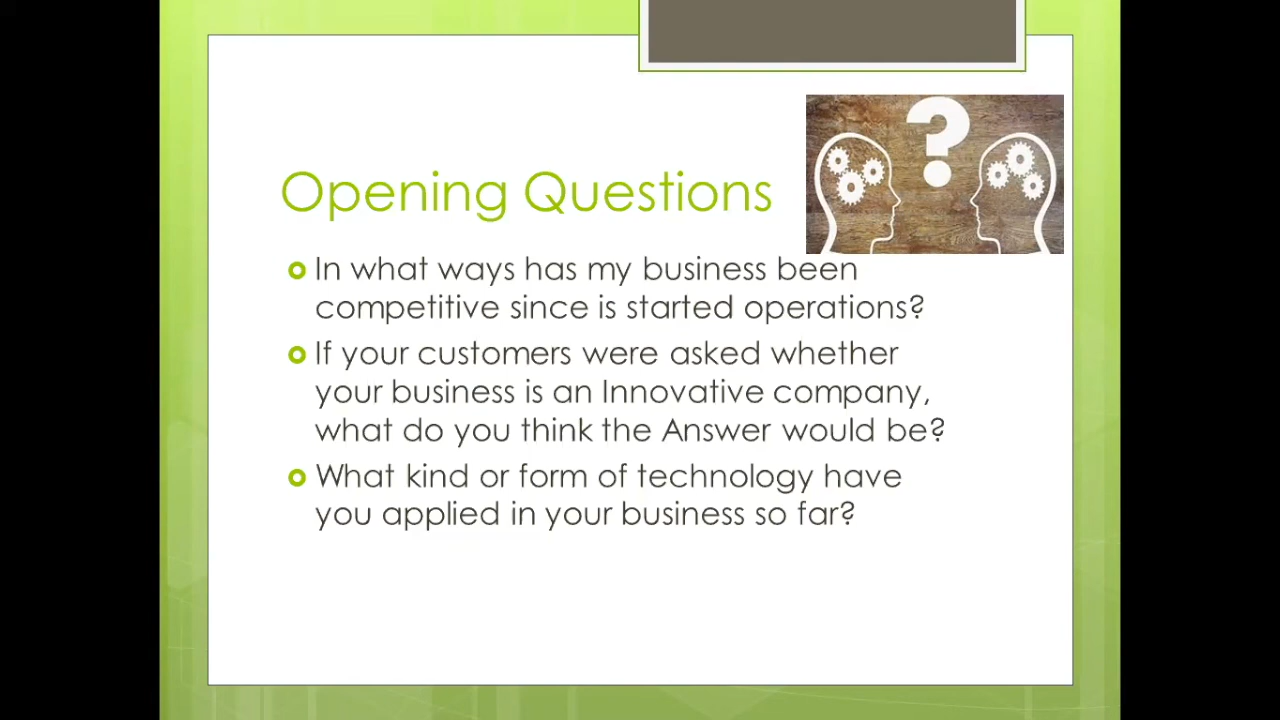 Opening Questions
In what ways has my business been
competitive since is started operations?
If your customers were asked whether
your business is an Innovative company,
what do you think the Answer would be?
What kind or form of technology have
you applied in your business so far?